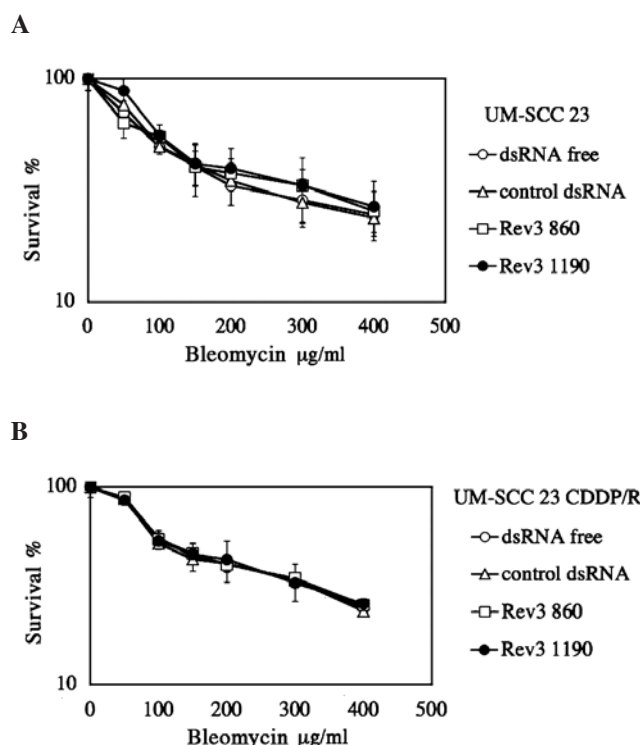 A
100
10
Survival %
0 100 200 300 400 500
Bleomycin µg/ml
UM-SCC 23
dsRNA free
control dsRNA
Rev3 860
Rev3 1190
B
100
10
Survival %
0 100 200 300 400 500
Bleomycin µg/ml
UM-SCC 23 CDDP/R
dsRNA free
control dsRNA
Rev3 860
Rev3 1190